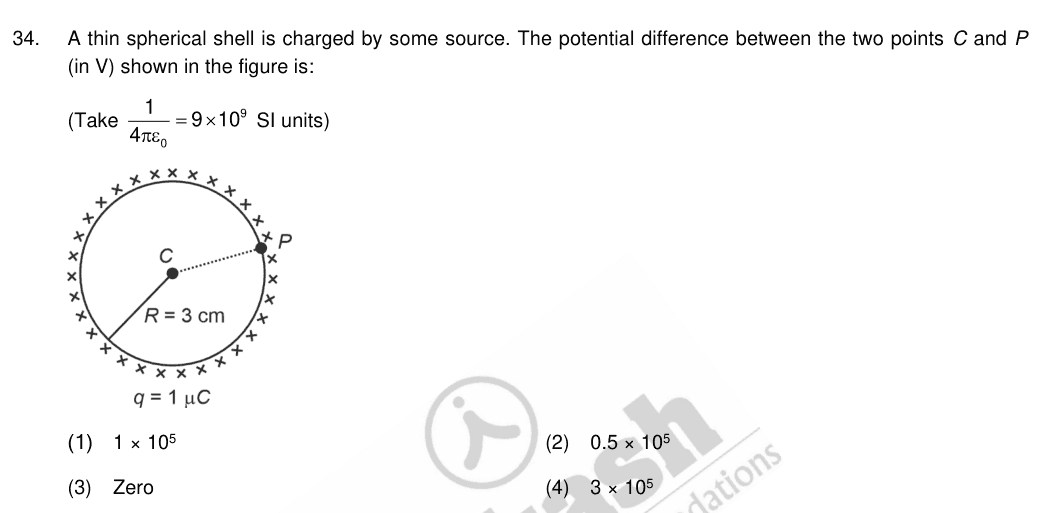 34. A thin spherical shell is charged by some source. The potential difference between the two points C and P
(in V) shown in the figure is:
(Take 1/4πε₀ = 9×10⁹ SI units)
C
P
R = 3 cm
q = 1 μC
(1) 1 × 10⁵ (2) 0.5 × 10⁵
(3) Zero (4) 3 × 10⁵